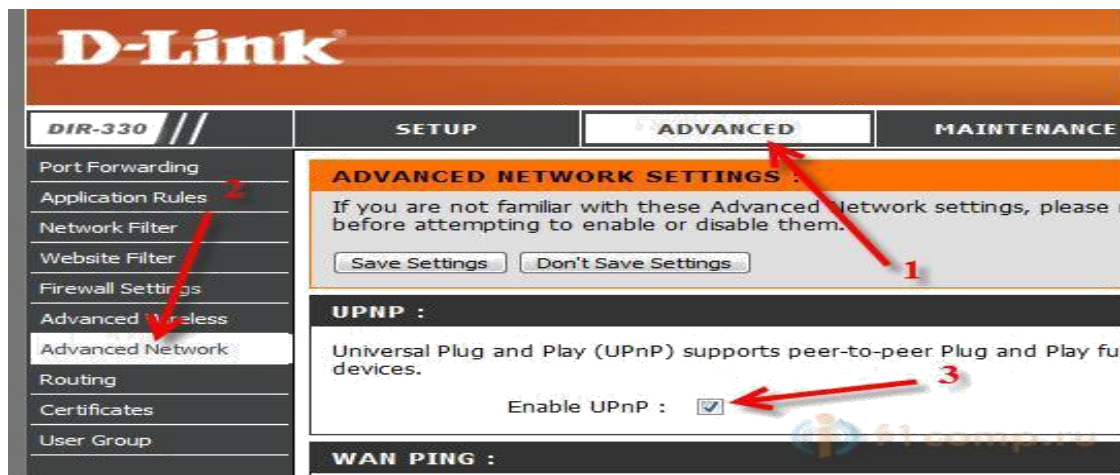 D-Link
DIR-330
SETUP
ADVANCED
MAINTENANCE
Port Forwarding
Application Rules
2
Network Filter
Website Filter
Firewall Settings
Advanced Wireless
Advanced Network
Routing
Certificates
User Group
ADVANCED NETWORK SETTINGS :
If you are not familiar with these Advanced Network settings, please
before attempting to enable or disable them.
Save Settings
Don't Save Settings
1
UPNP :
Universal Plug and Play (UPnP) supports peer-to-peer Plug and Play fu
devices.
3
Enable UPnP :
61comp.ru
WAN PING :